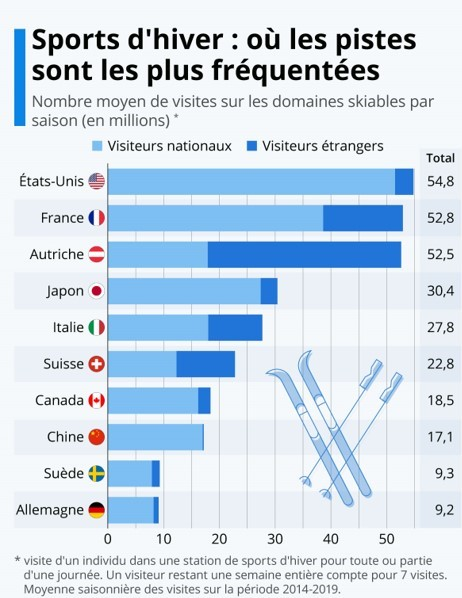 Sports d'hiver : où les pistes
sont les plus fréquentées
Nombre moyen de visites sur les domaines skiables par
saison (en millions) *
Visiteurs nationaux Visiteurs étrangers
Total
États-Unis 54,8
France 52,8
Autriche 52,5
Japon 30,4
Italie 27,8
Suisse 22,8
Canada 18,5
Chine 17,1
Suède 9,3
Allemagne 9,2
0 10 20 30 40 50
* visite d'un individu dans une station de sports d'hiver pour toute ou partie
d'une journée. Un visiteur restant une semaine entière compte pour 7 visites.
Moyenne saisonnière des visites sur la période 2014-2019.